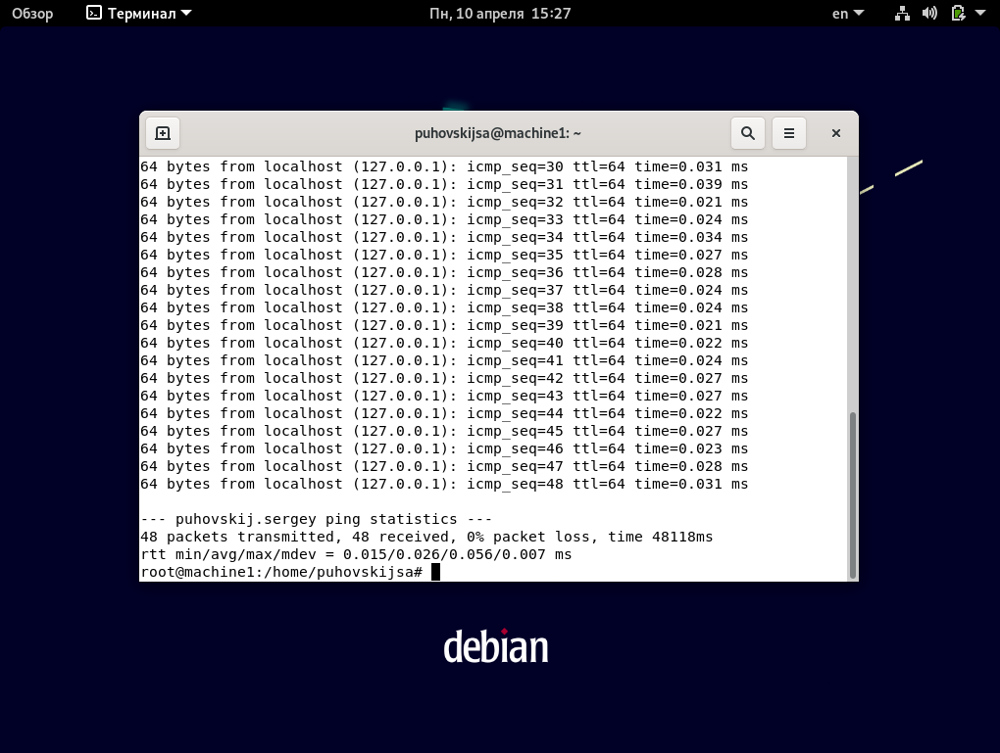 Обзор Терминал Пн, 10 апреля 15:27 en
puhovskijsa@machine1: ~
64 bytes from localhost (127.0.0.1): icmp_seq=30 ttl=64 time=0.031 ms
64 bytes from localhost (127.0.0.1): icmp_seq=31 ttl=64 time=0.039 ms
64 bytes from localhost (127.0.0.1): icmp_seq=32 ttl=64 time=0.021 ms
64 bytes from localhost (127.0.0.1): icmp_seq=33 ttl=64 time=0.024 ms
64 bytes from localhost (127.0.0.1): icmp_seq=34 ttl=64 time=0.034 ms
64 bytes from localhost (127.0.0.1): icmp_seq=35 ttl=64 time=0.027 ms
64 bytes from localhost (127.0.0.1): icmp_seq=36 ttl=64 time=0.028 ms
64 bytes from localhost (127.0.0.1): icmp_seq=37 ttl=64 time=0.024 ms
64 bytes from localhost (127.0.0.1): icmp_seq=38 ttl=64 time=0.024 ms
64 bytes from localhost (127.0.0.1): icmp_seq=39 ttl=64 time=0.021 ms
64 bytes from localhost (127.0.0.1): icmp_seq=40 ttl=64 time=0.022 ms
64 bytes from localhost (127.0.0.1): icmp_seq=41 ttl=64 time=0.024 ms
64 bytes from localhost (127.0.0.1): icmp_seq=42 ttl=64 time=0.027 ms
64 bytes from localhost (127.0.0.1): icmp_seq=43 ttl=64 time=0.027 ms
64 bytes from localhost (127.0.0.1): icmp_seq=44 ttl=64 time=0.022 ms
64 bytes from localhost (127.0.0.1): icmp_seq=45 ttl=64 time=0.027 ms
64 bytes from localhost (127.0.0.1): icmp_seq=46 ttl=64 time=0.023 ms
64 bytes from localhost (127.0.0.1): icmp_seq=47 ttl=64 time=0.028 ms
64 bytes from localhost (127.0.0.1): icmp_seq=48 ttl=64 time=0.031 ms
--- puhovskij.sergey ping statistics ---
48 packets transmitted, 48 received, 0% packet loss, time 48118ms
rtt min/avg/max/mdev = 0.015/0.026/0.056/0.007 ms
root@machine1:/home/puhovskijsa#
debian